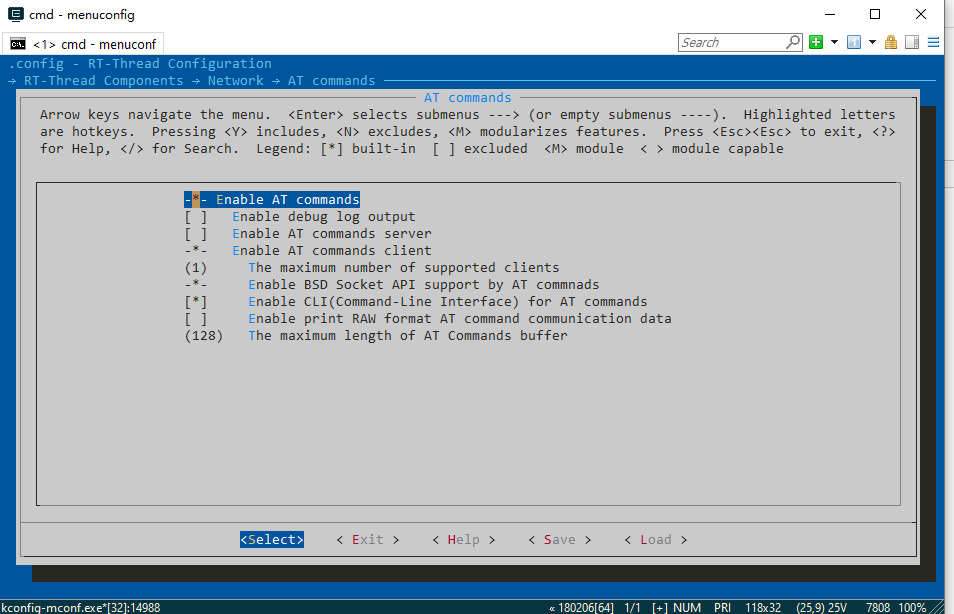 cmd - menuconfig
<1> cmd - menuconf
Search
.config - RT-Thread Configuration
→ RT-Thread Components → Network → AT commands
AT commands
Arrow keys navigate the menu.  <Enter> selects submenus ---> (or empty submenus ----).  Highlighted letters
are hotkeys.  Pressing <Y> includes, <N> excludes, <M> modularizes features.  Press <Esc><Esc> to exit, <?>
for Help, </> for Search.  Legend: [*] built-in  [ ] excluded  <M> module  < > module capable
-*- Enable AT commands
[ ]   Enable debug log output
[ ]   Enable AT commands server
-*-   Enable AT commands client
(1)     The maximum number of supported clients
-*-     Enable BSD Socket API support by AT commnads
[*]     Enable CLI(Command-Line Interface) for AT commands
[ ]     Enable print RAW format AT command communication data
(128)   The maximum length of AT Commands buffer
<Select>    < Exit >    < Help >    < Save >    < Load >
kconfig-mconf.exe*[32]:14988 « 180206[64] 1/1 [+] NUM PRI 118x32 (25,9) 25V 7808 100%